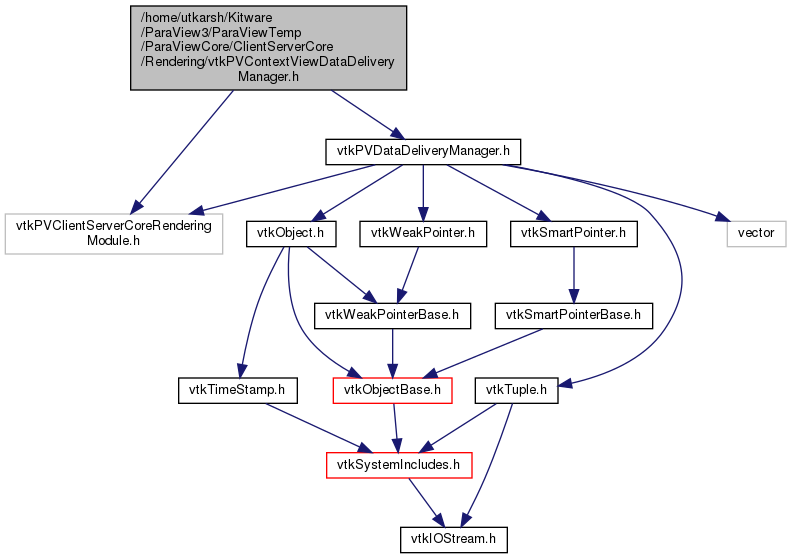 /home/utkarsh/Kitware
/ParaView3/ParaViewTemp
/ParaViewCore/ClientServerCore
/Rendering/vtkPVContextViewDataDelivery
Manager.h
vtkPVDataDeliveryManager.h
vtkPVClientServerCoreRendering
Module.h
vtkObject.h
vtkWeakPointer.h
vtkSmartPointer.h
vector
vtkWeakPointerBase.h
vtkSmartPointerBase.h
vtkTimeStamp.h
vtkObjectBase.h
vtkTuple.h
vtkSystemIncludes.h
vtkIOStream.h